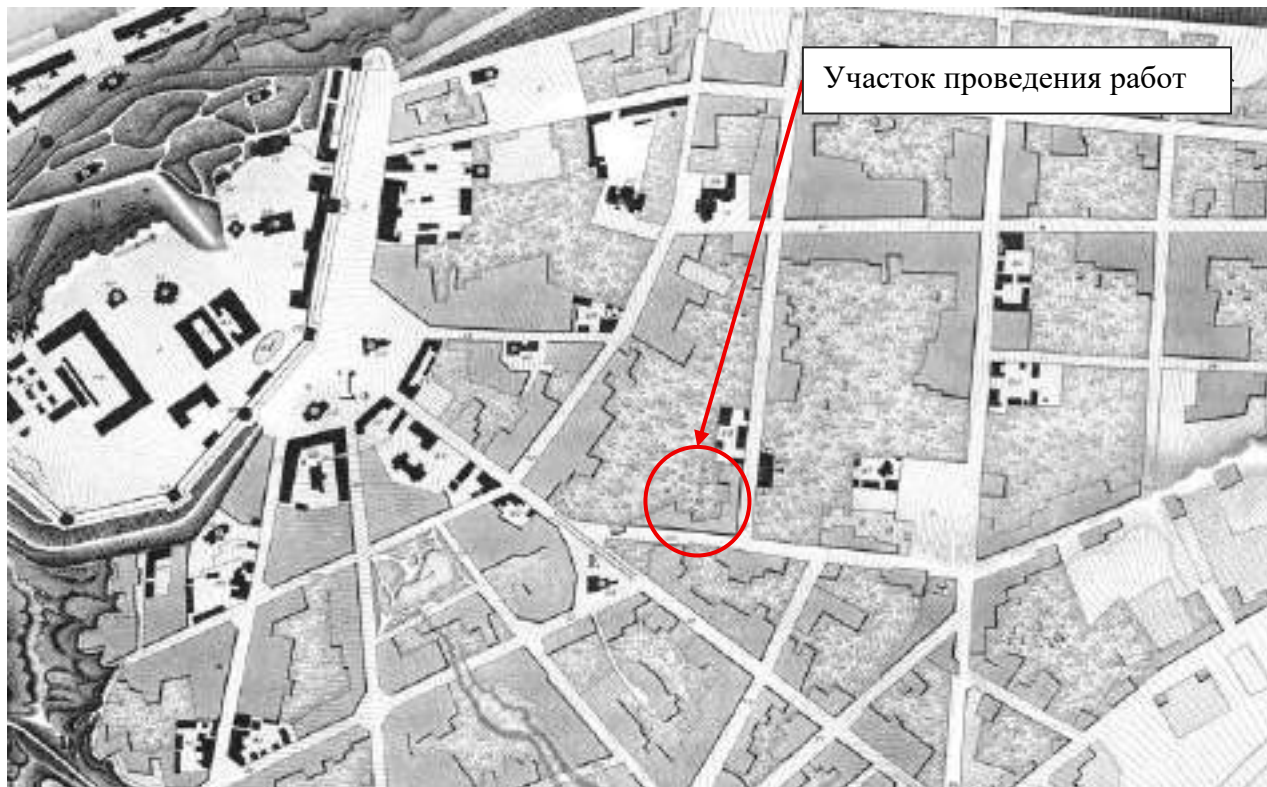 Участок проведения работ